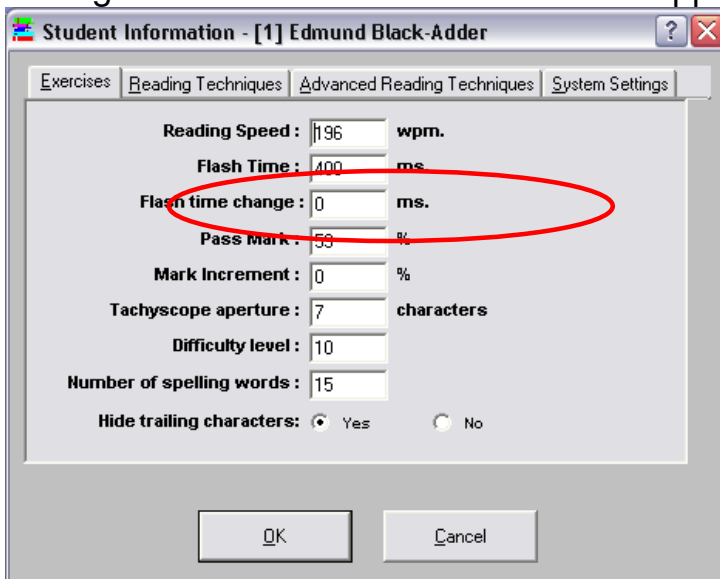 Student Information - [1] Edmund Black-Adder ?
Exercises Reading Techniques Advanced Reading Techniques System Settings
Reading Speed : 196 wpm.
Flash Time : 400 ms.
Flash time change : 0 ms.
Pass Mark : %
Mark Increment : 0 %
Tachyscope aperture : 7 characters
Difficulty level : 10
Number of spelling words : 15
Hide trailing characters: Yes No
OK Cancel